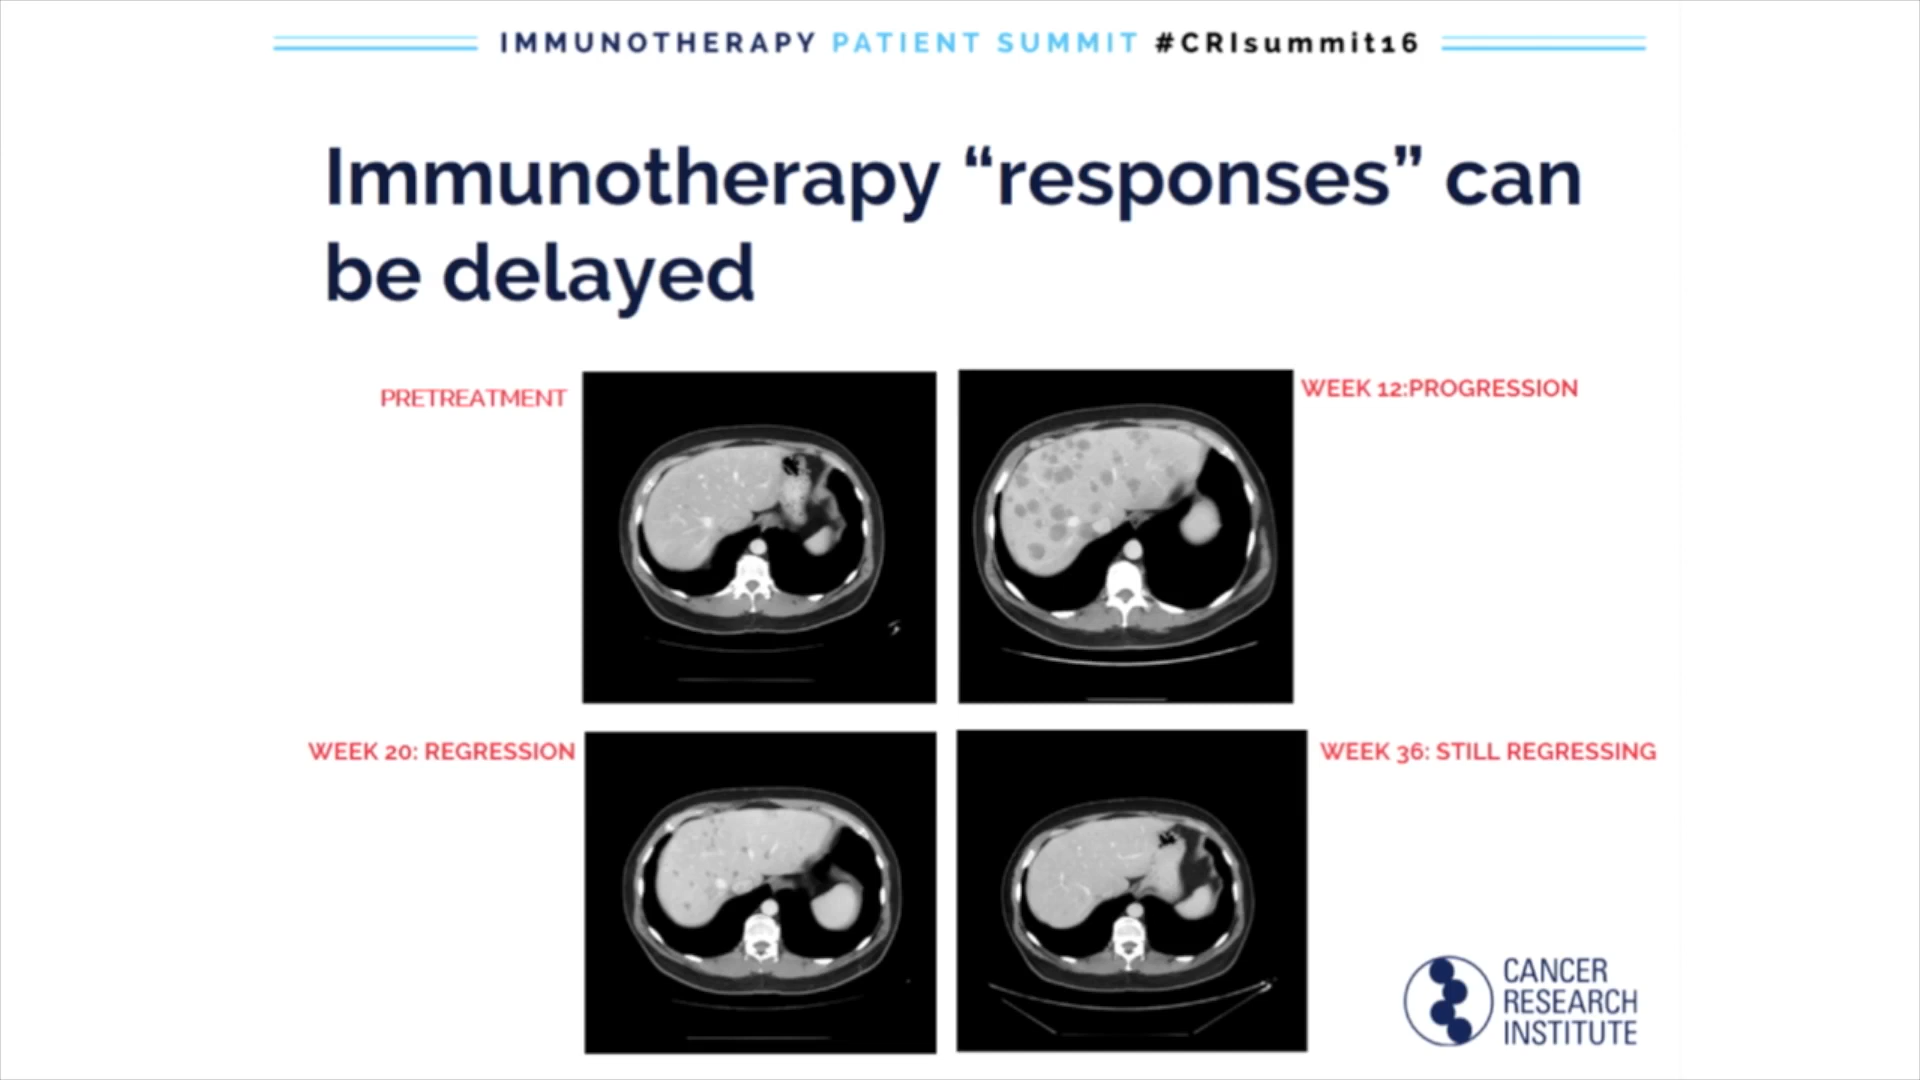 IMMUNOTHERAPY PATIENT SUMMIT #CRIsummit16
Immunotherapy “responses” can
be delayed
PRETREATMENT
WEEK 12:PROGRESSION
WEEK 20: REGRESSION
WEEK 36: STILL REGRESSING
CANCER
RESEARCH
INSTITUTE